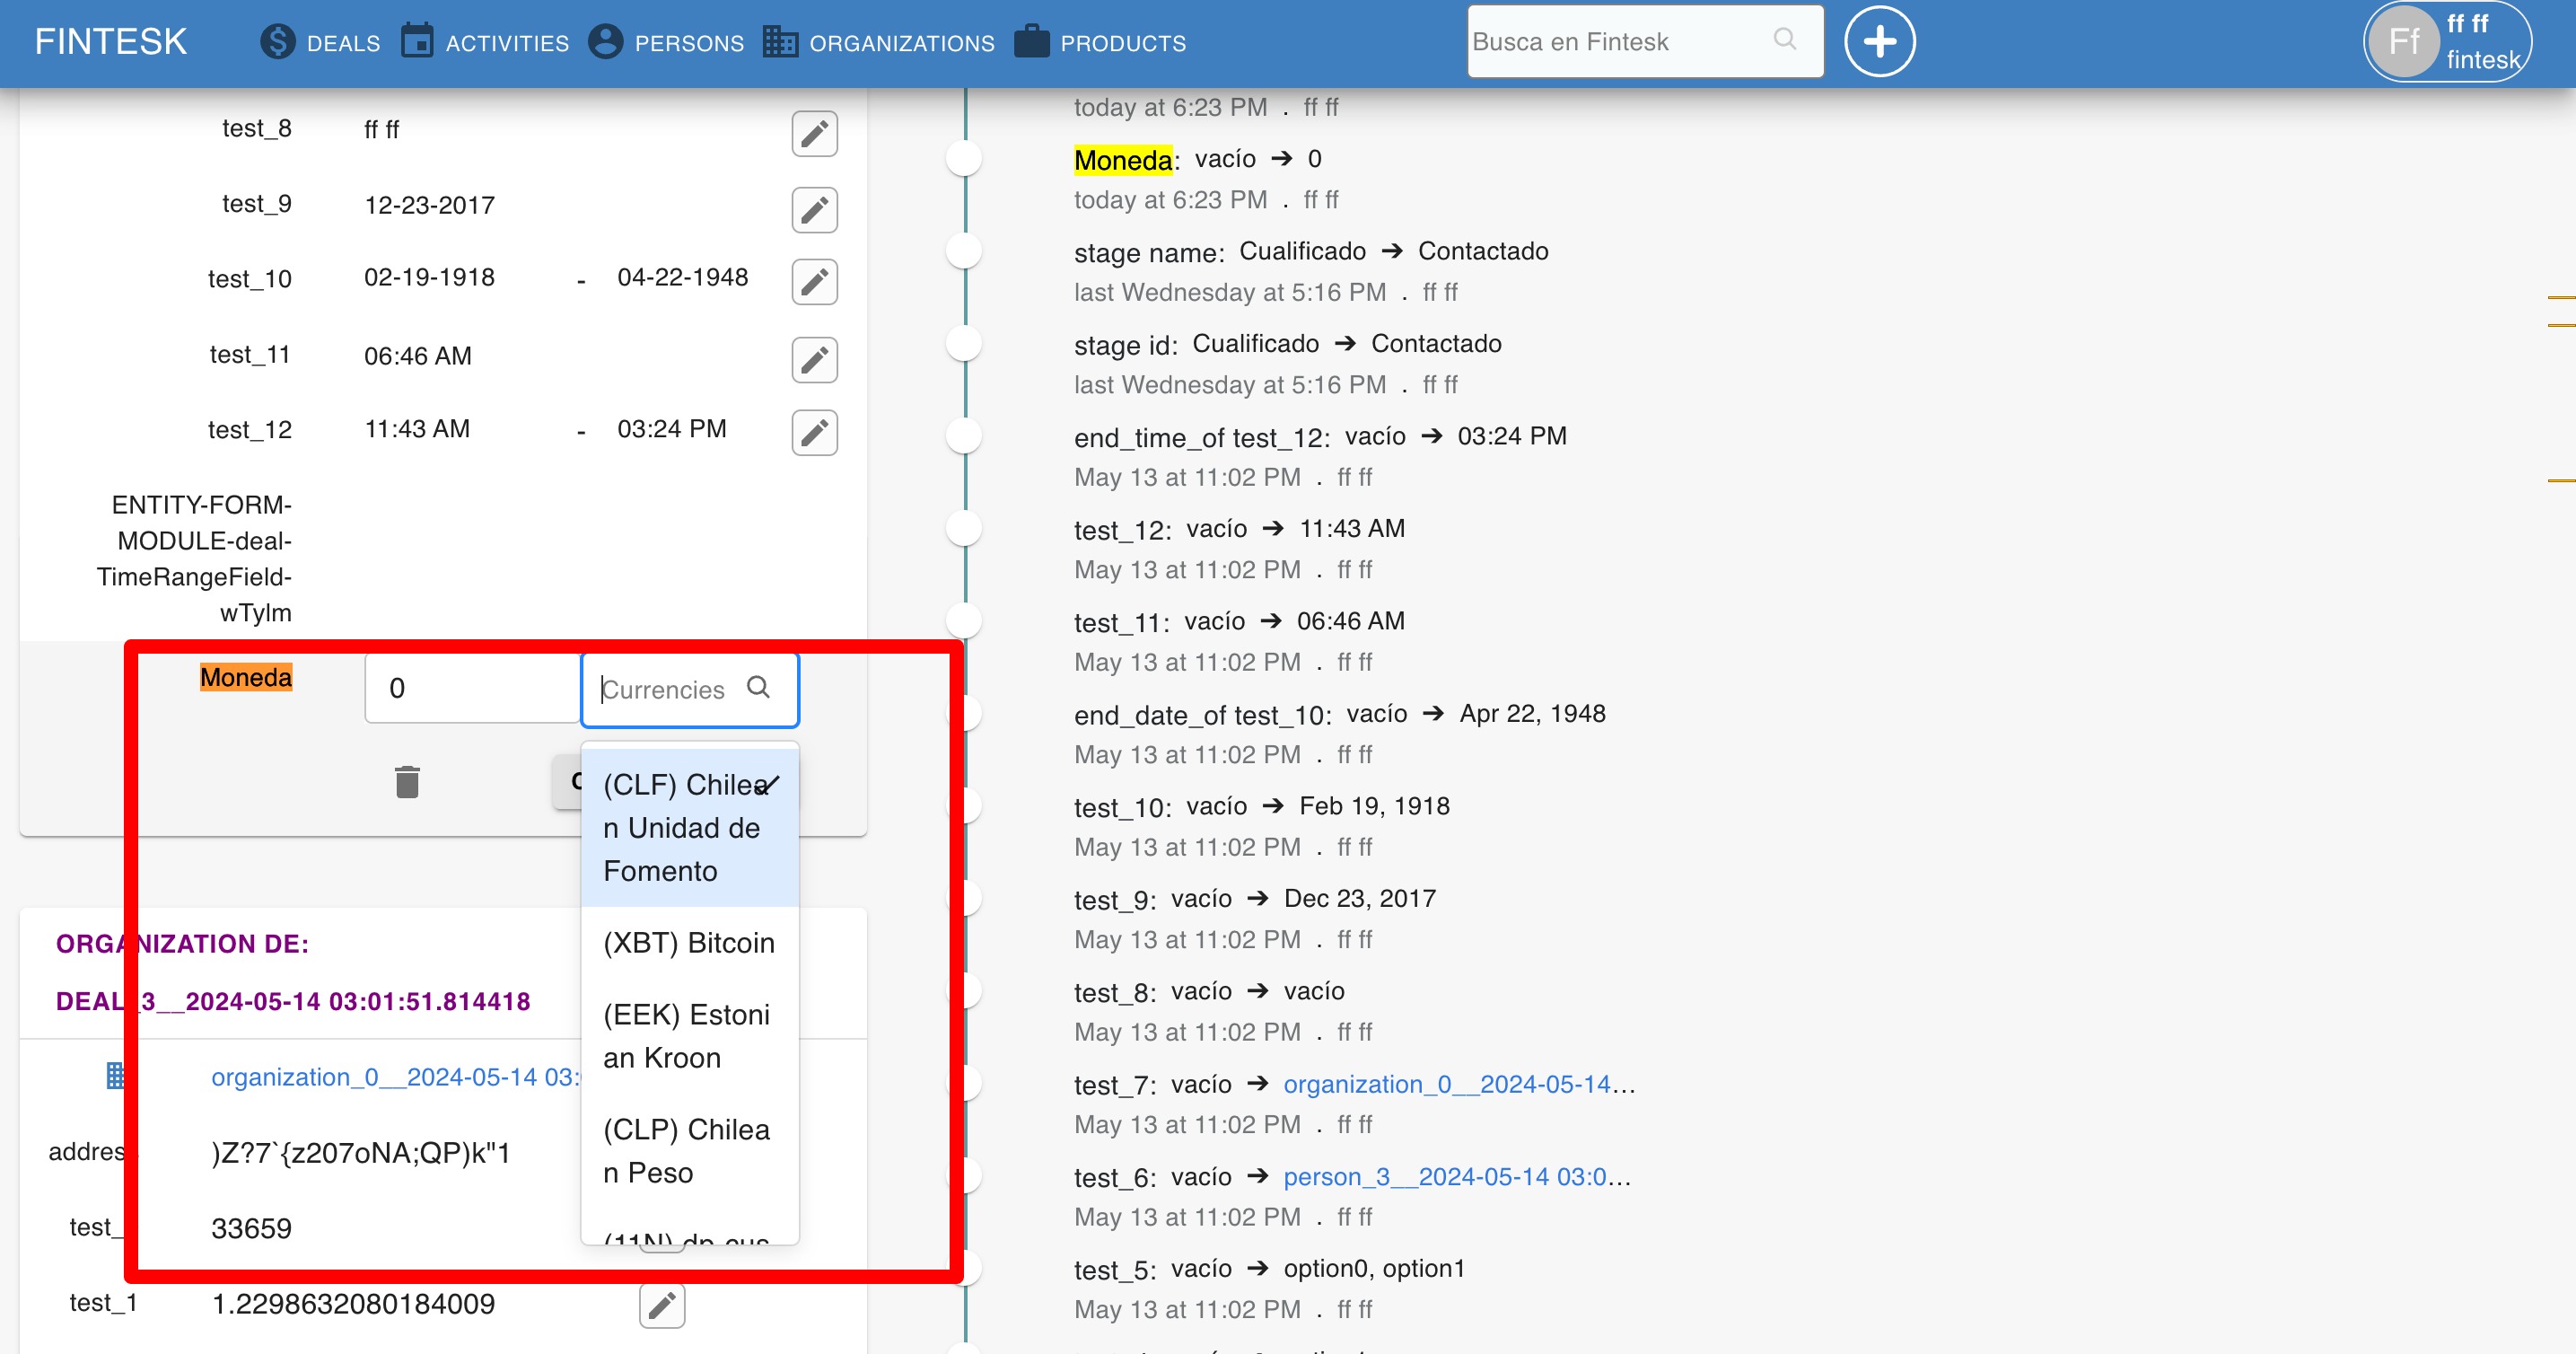 FINTESK
DEALS
ACTIVITIES
PERSONS
ORGANIZATIONS
PRODUCTS
Busca en Fintesk
Ff
ff ff
fintesk
test_8
ff ff
test_9
12-23-2017
test_10
02-19-1918 - 04-22-1948
test_11
06:46 AM
test_12
11:43 AM - 03:24 PM
ENTITY-FORM-
MODULE-deal-
TimeRangeField-
wTylm
Moneda
0
Currencies
(CLF) Chilea
n Unidad de
Fomento
(XBT) Bitcoin
(EEK) Estoni
an Kroon
(CLP) Chilea
n Peso
ORGANIZATION DE:
DEAL_3__2024-05-14 03:01:51.814418
organization_0__2024-05-14 03:
)Z?7`{z207oNA;QP)k"1
33659
test_1
1.2298632080184009
today at 6:23 PM . ff ff
Moneda: vacío ➔ 0
today at 6:23 PM . ff ff
stage name: Cualificado ➔ Contactado
last Wednesday at 5:16 PM . ff ff
stage id: Cualificado ➔ Contactado
last Wednesday at 5:16 PM . ff ff
end_time_of test_12: vacío ➔ 03:24 PM
May 13 at 11:02 PM . ff ff
test_12: vacío ➔ 11:43 AM
May 13 at 11:02 PM . ff ff
test_11: vacío ➔ 06:46 AM
May 13 at 11:02 PM . ff ff
end_date_of test_10: vacío ➔ Apr 22, 1948
May 13 at 11:02 PM . ff ff
test_10: vacío ➔ Feb 19, 1918
May 13 at 11:02 PM . ff ff
test_9: vacío ➔ Dec 23, 2017
May 13 at 11:02 PM . ff ff
test_8: vacío ➔ vacío
May 13 at 11:02 PM . ff ff
test_7: vacío ➔ organization_0__2024-05-14...
May 13 at 11:02 PM . ff ff
test_6: vacío ➔ person_3__2024-05-14 03:0...
May 13 at 11:02 PM . ff ff
test_5: vacío ➔ option0, option1
May 13 at 11:02 PM . ff ff